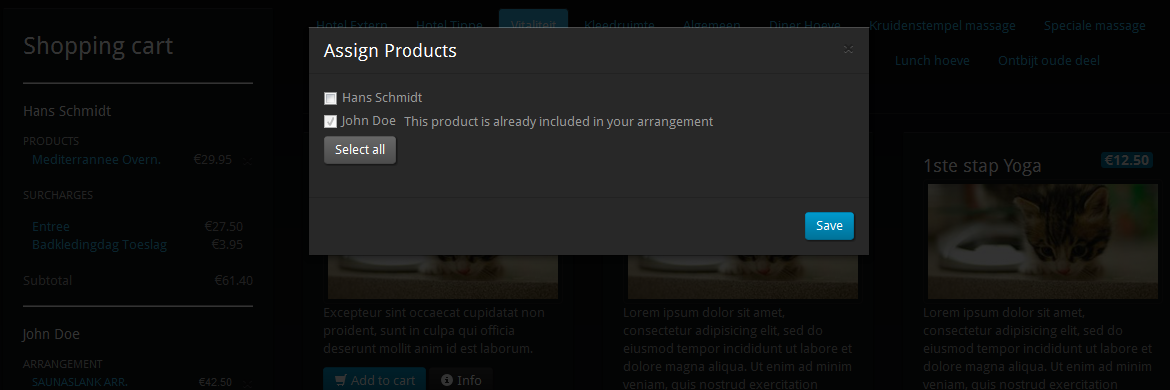 Shopping cart
Hans Schmidt
PRODUCTS
Mediterrannee Overn. €29.95
SURCHARGES
Entree €27.50
Badkledingdag Toeslag €3.95
Subtotal €61.40
John Doe
ARRANGEMENT
SAUNASLANK ARR. €42.50
Hotel Extern Hotel Tippe Vitaliteit Kleedruimte Algemeen Diner Hoeve Kruidenstempel massage Speciale massage
Lunch hoeve Ontbijt oude deel
Assign Products ×
Hans Schmidt
John Doe This product is already included in your arrangement
Select all
Save
Excepteur sint occaecat cupidatat non
proident, sunt in culpa qui officia
deserunt mollit anim id est laborum.
Add to cart Info
Lorem ipsum dolor sit amet,
consectetur adipisicing elit, sed do
eiusmod tempor incididunt ut labore et
dolore magna aliqua. Ut enim ad minim
veniam, quis nostrud exercitation
1ste stap Yoga €12.50
Lorem ipsum dolor sit amet,
consectetur adipisicing elit, sed do
eiusmod tempor incididunt ut labore et
dolore magna aliqua. Ut enim ad minim
veniam, quis nostrud exercitation